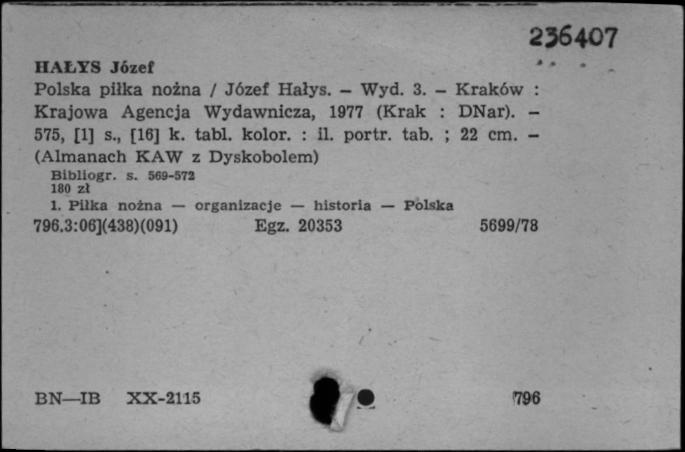 236407
HAŁYS Józef
Polska piłka nożna / Józef Hałys. — Wyd. 3. — Kraków :
Krajowa Agencja Wydawnicza, 1977 (Krak : DNar). —
575, [1] s., [16] k. tabl. kolor. : il. portr. tab. ; 22 cm. —
(Almanach KAW z Dyskobolem)
Bibliogr. s. 569-572
180 zł
1. Piłka nożna — organizacje — historia — Polska
796.3:06](438)(091) Egz. 20353 5699/78
BN—IB XX-2115 796